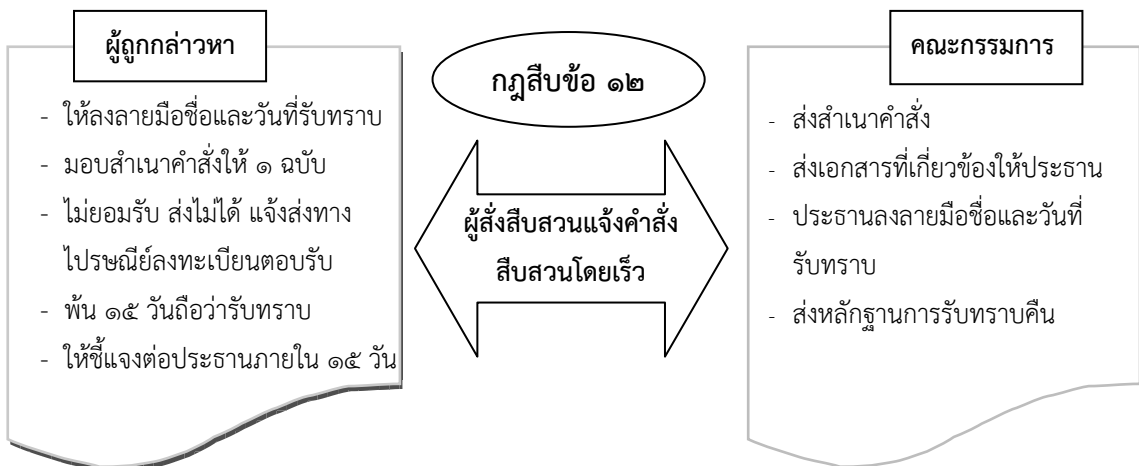 ผู้ถูกกล่าวหา
- ให้ลงลายมือชื่อและวันที่รับทราบ
- มอบสำเนาคำสั่งให้ ๑ ฉบับ
- ไม่ยอมรับ ส่งไม่ได้ แจ้งส่งทาง
ไปรษณีย์ลงทะเบียนตอบรับ
- พ้น ๑๕ วันถือว่ารับทราบ
- ให้ชี้แจงต่อประธานภายใน ๑๕ วัน
กฎสืบข้อ ๑๒
ผู้สั่งสืบสวนแจ้งคำสั่ง
สืบสวนโดยเร็ว
คณะกรรมการ
- ส่งสำเนาคำสั่ง
- ส่งเอกสารที่เกี่ยวข้องให้ประธาน
- ประธานลงลายมือชื่อและวันที่
รับทราบ
- ส่งหลักฐานการรับทราบคืน